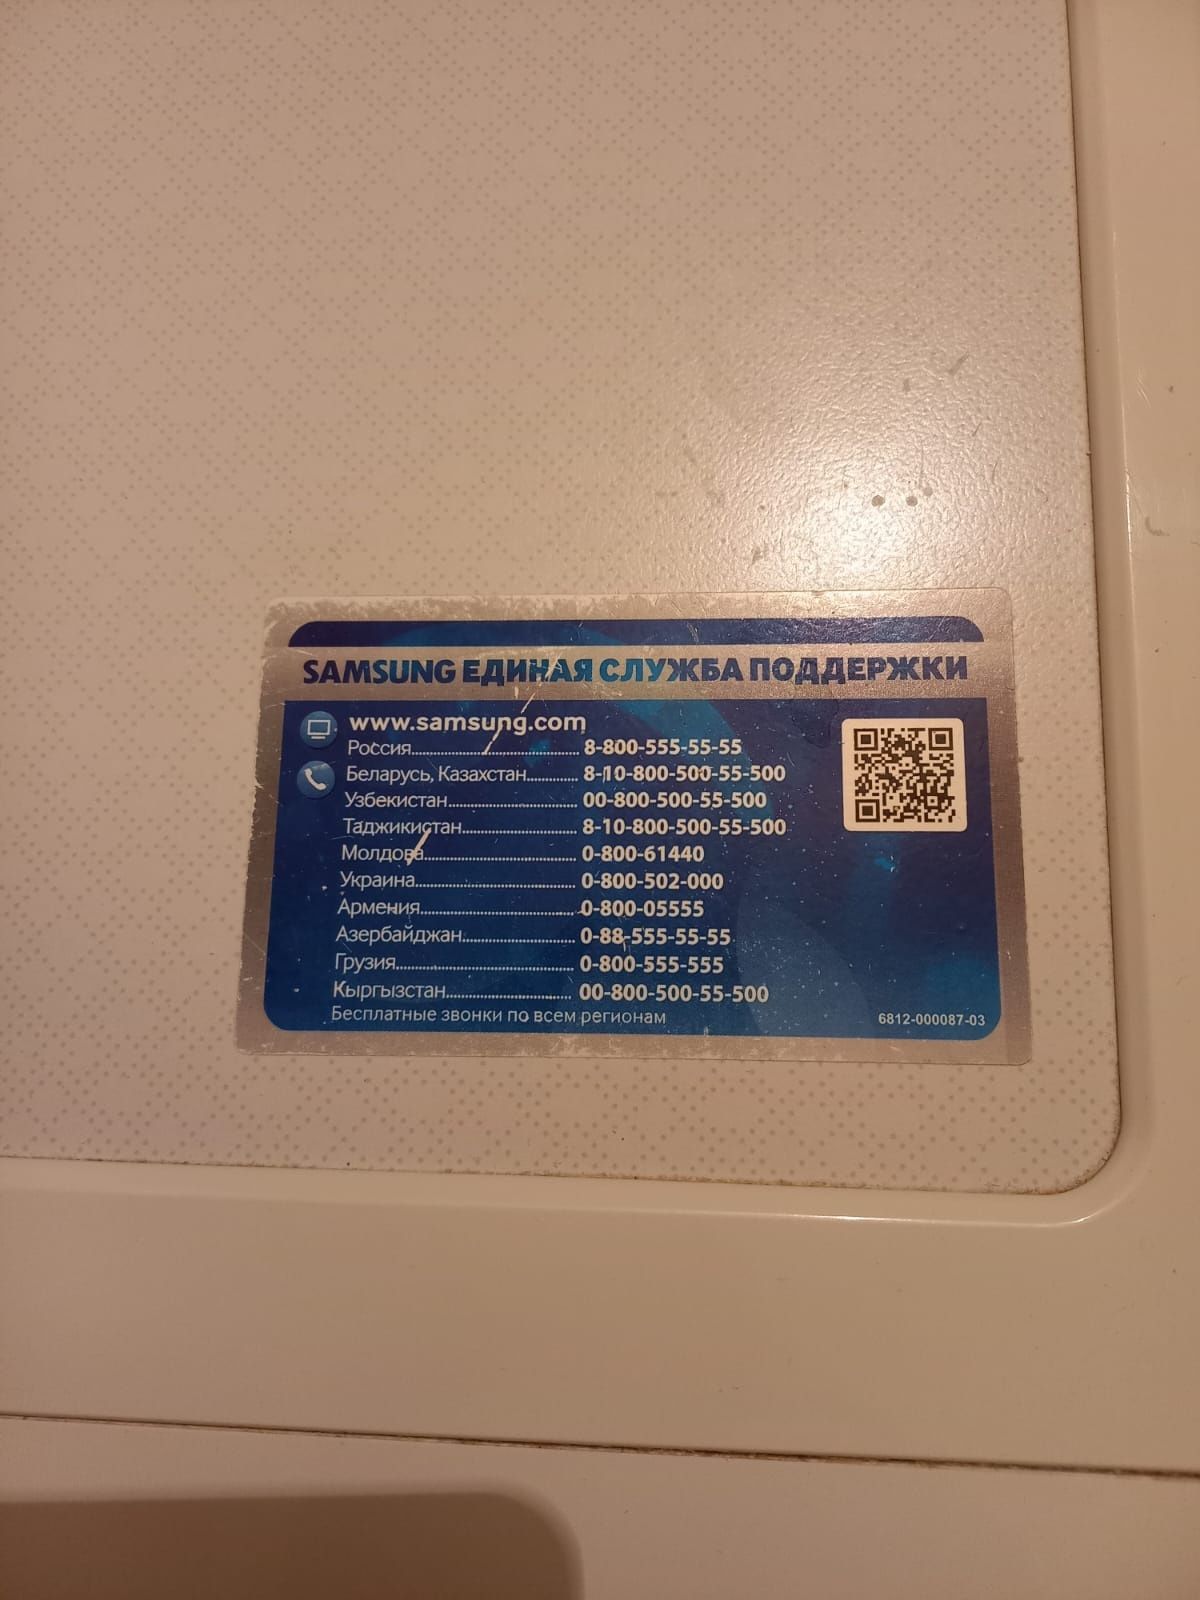 SAMSUNG ЕДИНАЯ СЛУЖБА ПОДДЕРЖКИ
www.samsung.com
Россия........................ 8-800-555-55-55
Беларусь, Казахстан............ 8-10-800-500-55-500
Узбекистан.............................. 00-800-500-55-500
Таджикистан.......................... 8-10-800-500-55-500
Молдова.................................. 0-800-61440
Украина.................................... 0-800-502-000
Армения................................... 0-800-05555
Азербайджан.......................... 0-88-555-55-55
Грузия........................................ 0-800-555-555
Кыргызстан............................. 00-800-500-55-500
Бесплатные звонки по всем регионам
6812-000087-03